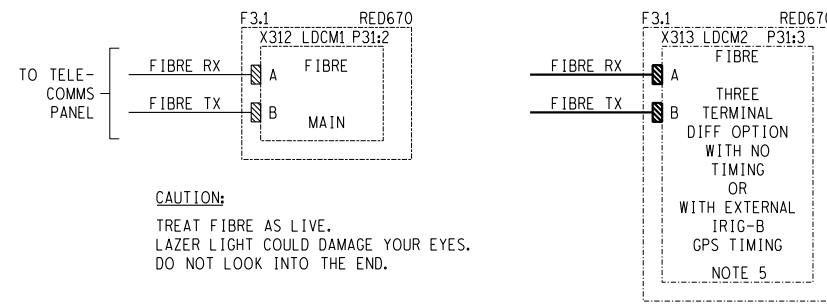 F3.1 RED670
X312 LDCM1 P31:2
FIBRE RX
A FIBRE
TO TELE-
COMMS
PANEL
FIBRE TX
B
MAIN
CAUTION:
TREAT FIBRE AS LIVE.
LAZER LIGHT COULD DAMAGE YOUR EYES.
DO NOT LOOK INTO THE END.
F3.1 RED670
X313 LDCM2 P31:3
FIBRE
FIBRE RX
A
FIBRE TX
B
THREE
TERMINAL
DIFF OPTION
WITH NO
TIMING
OR
WITH EXTERNAL
IRIG-B
GPS TIMING
NOTE 5